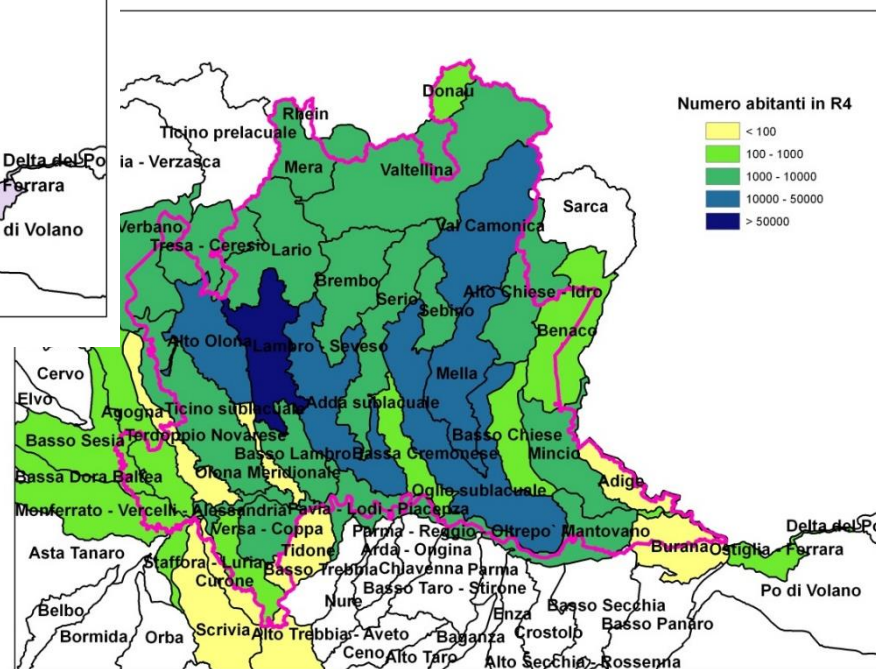 Numero abitanti in R4
< 100
100 - 1000
1000 - 10000
10000 - 50000
> 50000
Donau
Rhein
Ticino prelacuale
Delta del Po
ia - Verzasca
Mera
Valtellina
Ferrara
Sarca
di Volano
Verbano
Val Camonica
Tresa - Ceresio
Lario
Brembo
Serio
Alto Chiese - Idro
Sebino
Benaco
Alto Olona
Lambro - Seveso
Cervo
Mella
Elvo
Agogna
Ticino sublacuale
Adda sublacuale
Basso Sesia
Terdoppio Novarese
Basso Chiese
Basso Lambro
Bassa Cremonese
Mincio
Bassa Dora Baltea
Olona Meridionale
Adige
Oglio sublacuale
Monferrato - Vercelli - Alessandria
Pavia - Lodi - Piacenza
Versa - Coppa
Parma - Reggio - Oltrepo` Mantovano
Delta del Po
Asta Tanaro
Tidone
Arda - Ongina
Burana
Ostiglia - Ferrara
Staffora - Luria
Basso Trebbia
Chiavenna
Parma
Curone
Basso Taro - Stirone
Po di Volano
Nure
Belbo
Enza
Basso Secchia
Basso Panaro
Bormida
Orba
Scrivia
Alto Trebbia - Aveto
Baganza
Crostolo
Ceno
Alto Taro
Alto Secchia - Rossenna